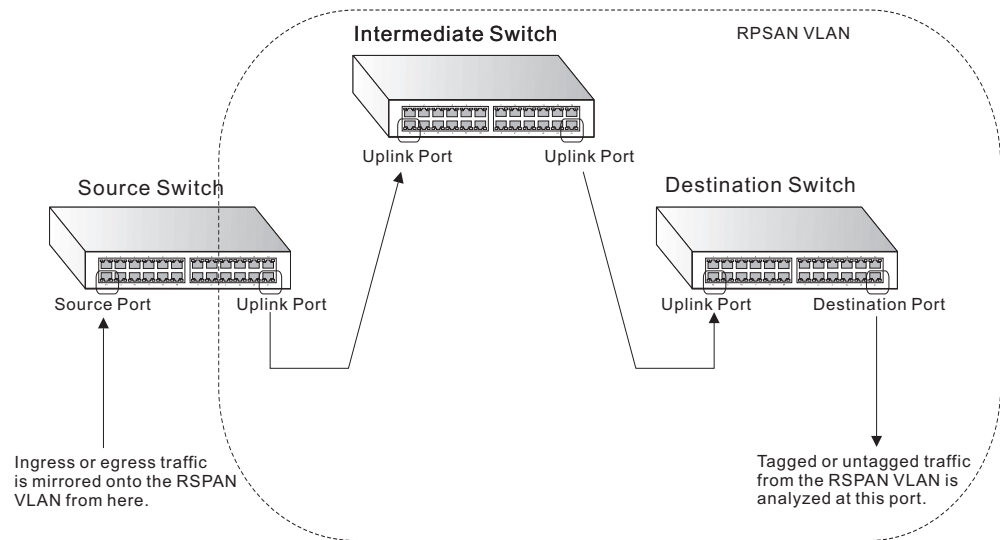 Intermediate Switch
RPSAN VLAN
Uplink Port
Uplink Port
Source Switch
Destination Switch
Source Port
Uplink Port
Uplink Port
Destination Port
Ingress or egress traffic
is mirrored onto the RSPAN
VLAN from here.
Tagged or untagged traffic
from the RSPAN VLAN is
analyzed at this port.